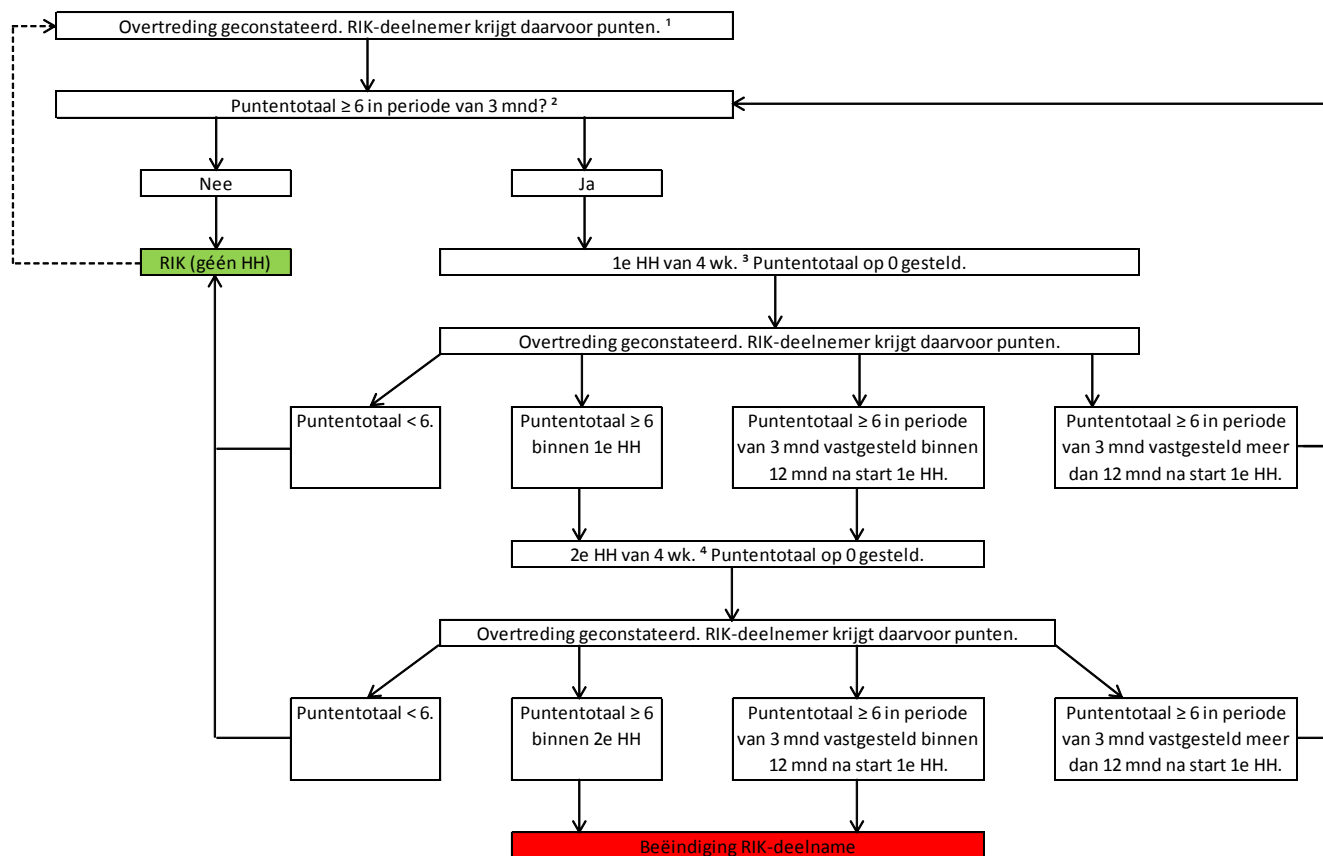 Overtreding geconstateerd. RIK-deelnemer krijgt daarvoor punten. ¹
Puntentotaal ≥ 6 in periode van 3 mnd? ²
Nee
Ja
RIK (géén HH)
1e HH van 4 wk. ³ Puntentotaal op 0 gesteld.
Overtreding geconstateerd. RIK-deelnemer krijgt daarvoor punten.
Puntentotaal < 6.
Puntentotaal ≥ 6
binnen 1e HH
Puntentotaal ≥ 6 in periode
van 3 mnd vastgesteld binnen
12 mnd na start 1e HH.
Puntentotaal ≥ 6 in periode
van 3 mnd vastgesteld meer
dan 12 mnd na start 1e HH.
2e HH van 4 wk. ⁴ Puntentotaal op 0 gesteld.
Overtreding geconstateerd. RIK-deelnemer krijgt daarvoor punten.
Puntentotaal < 6.
Puntentotaal ≥ 6
binnen 2e HH
Puntentotaal ≥ 6 in periode
van 3 mnd vastgesteld binnen
12 mnd na start 1e HH.
Puntentotaal ≥ 6 in periode
van 3 mnd vastgesteld meer
dan 12 mnd na start 1e HH.
Beëindiging RIK-deelname